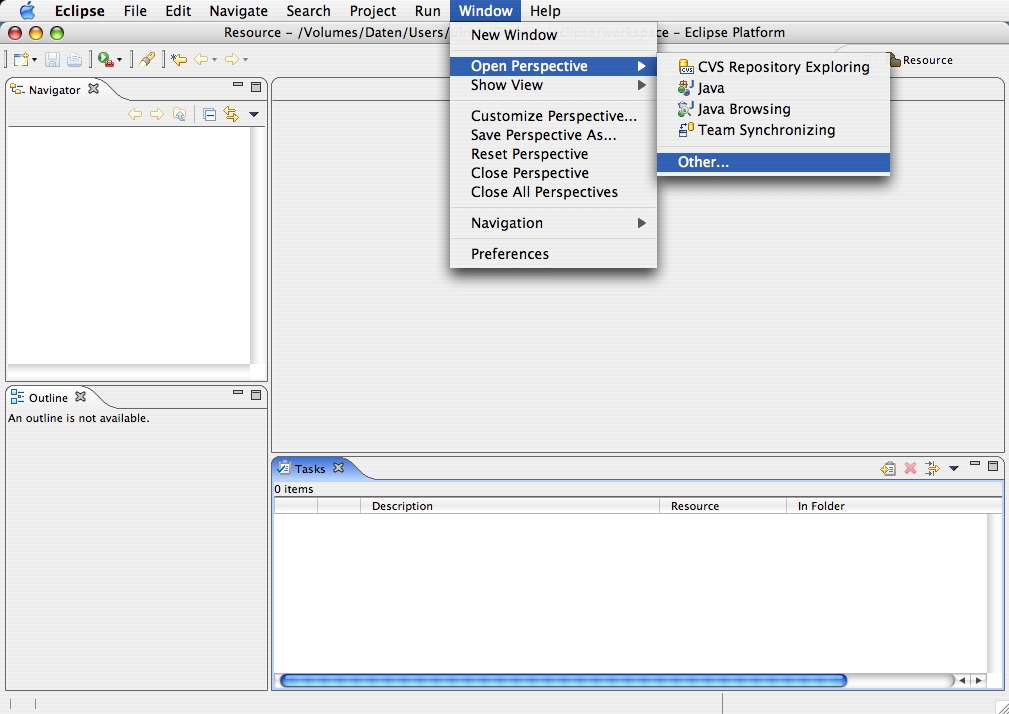 Eclipse File Edit Navigate Search Project Run Window Help
Resource – /Volumes/Daten/Users/ – Eclipse Platform
New Window
Open Perspective
Show View
Customize Perspective...
Save Perspective As...
Reset Perspective
Close Perspective
Close All Perspectives
Navigation
Preferences
CVS Repository Exploring
Java
Java Browsing
Team Synchronizing
Other...
Resource
Navigator
Outline
An outline is not available.
Tasks
0 items
Description Resource In Folder